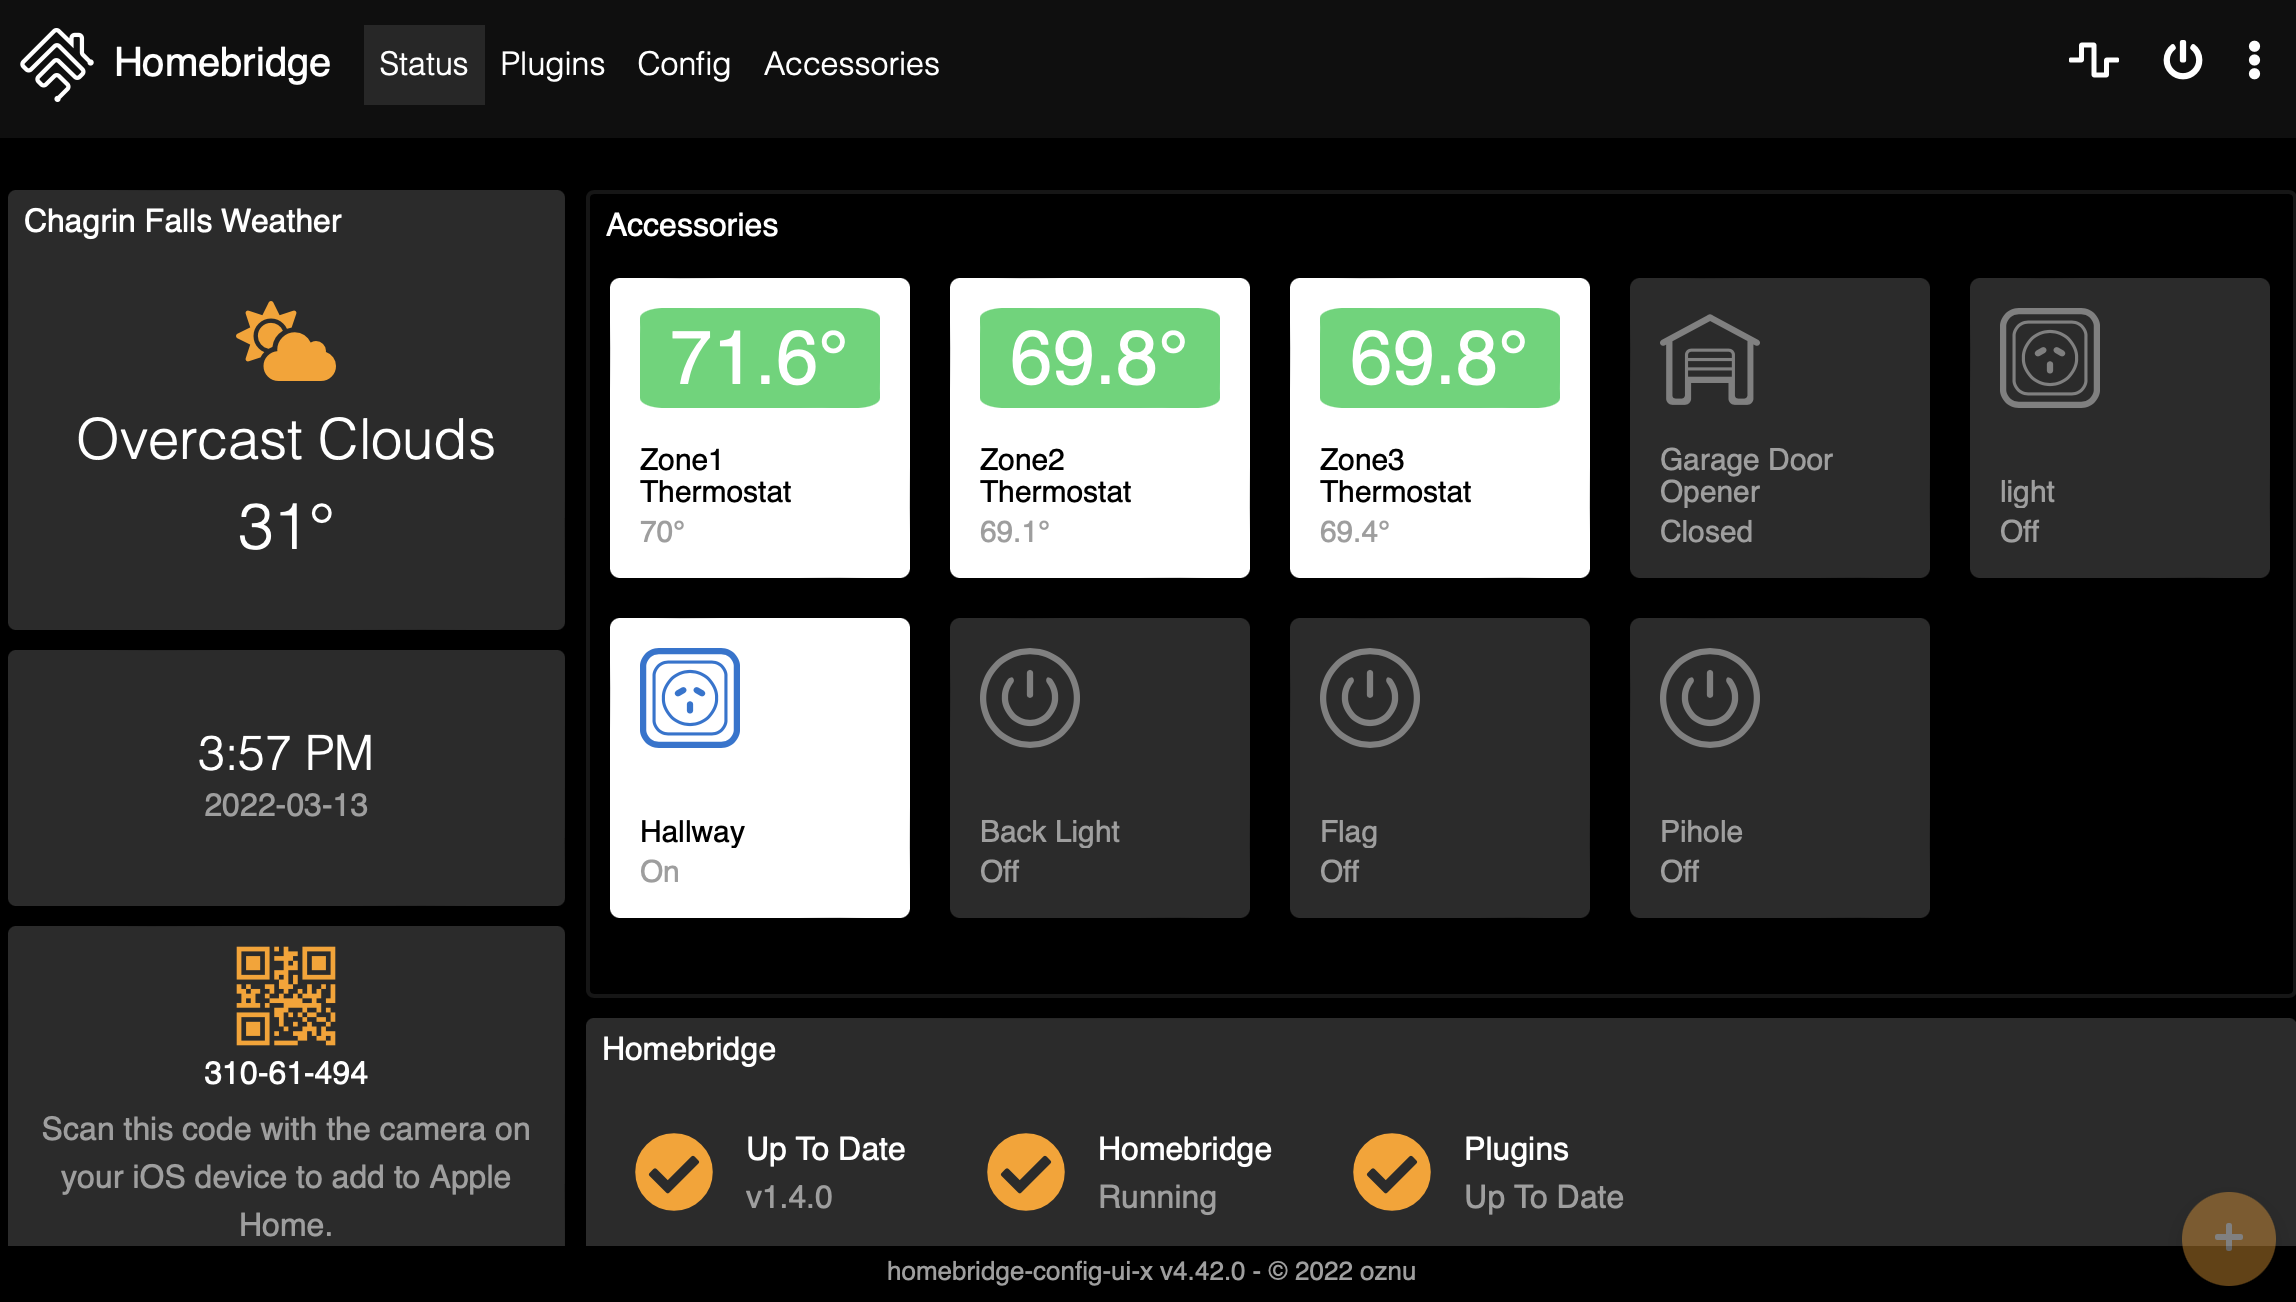 Homebridge
Status
Plugins
Config
Accessories
Chagrin Falls Weather
Overcast Clouds
31°
3:57 PM
2022-03-13
310-61-494
Scan this code with the camera on
your iOS device to add to Apple
Home.
Accessories
71.6°
Zone1
Thermostat
70°
69.8°
Zone2
Thermostat
69.1°
69.8°
Zone3
Thermostat
69.4°
Garage Door
Opener
Closed
light
Off
Hallway
On
Back Light
Off
Flag
Off
Pihole
Off
Homebridge
Up To Date
v1.4.0
Homebridge
Running
Plugins
Up To Date
+
homebridge-config-ui-x v4.42.0 - © 2022 oznu